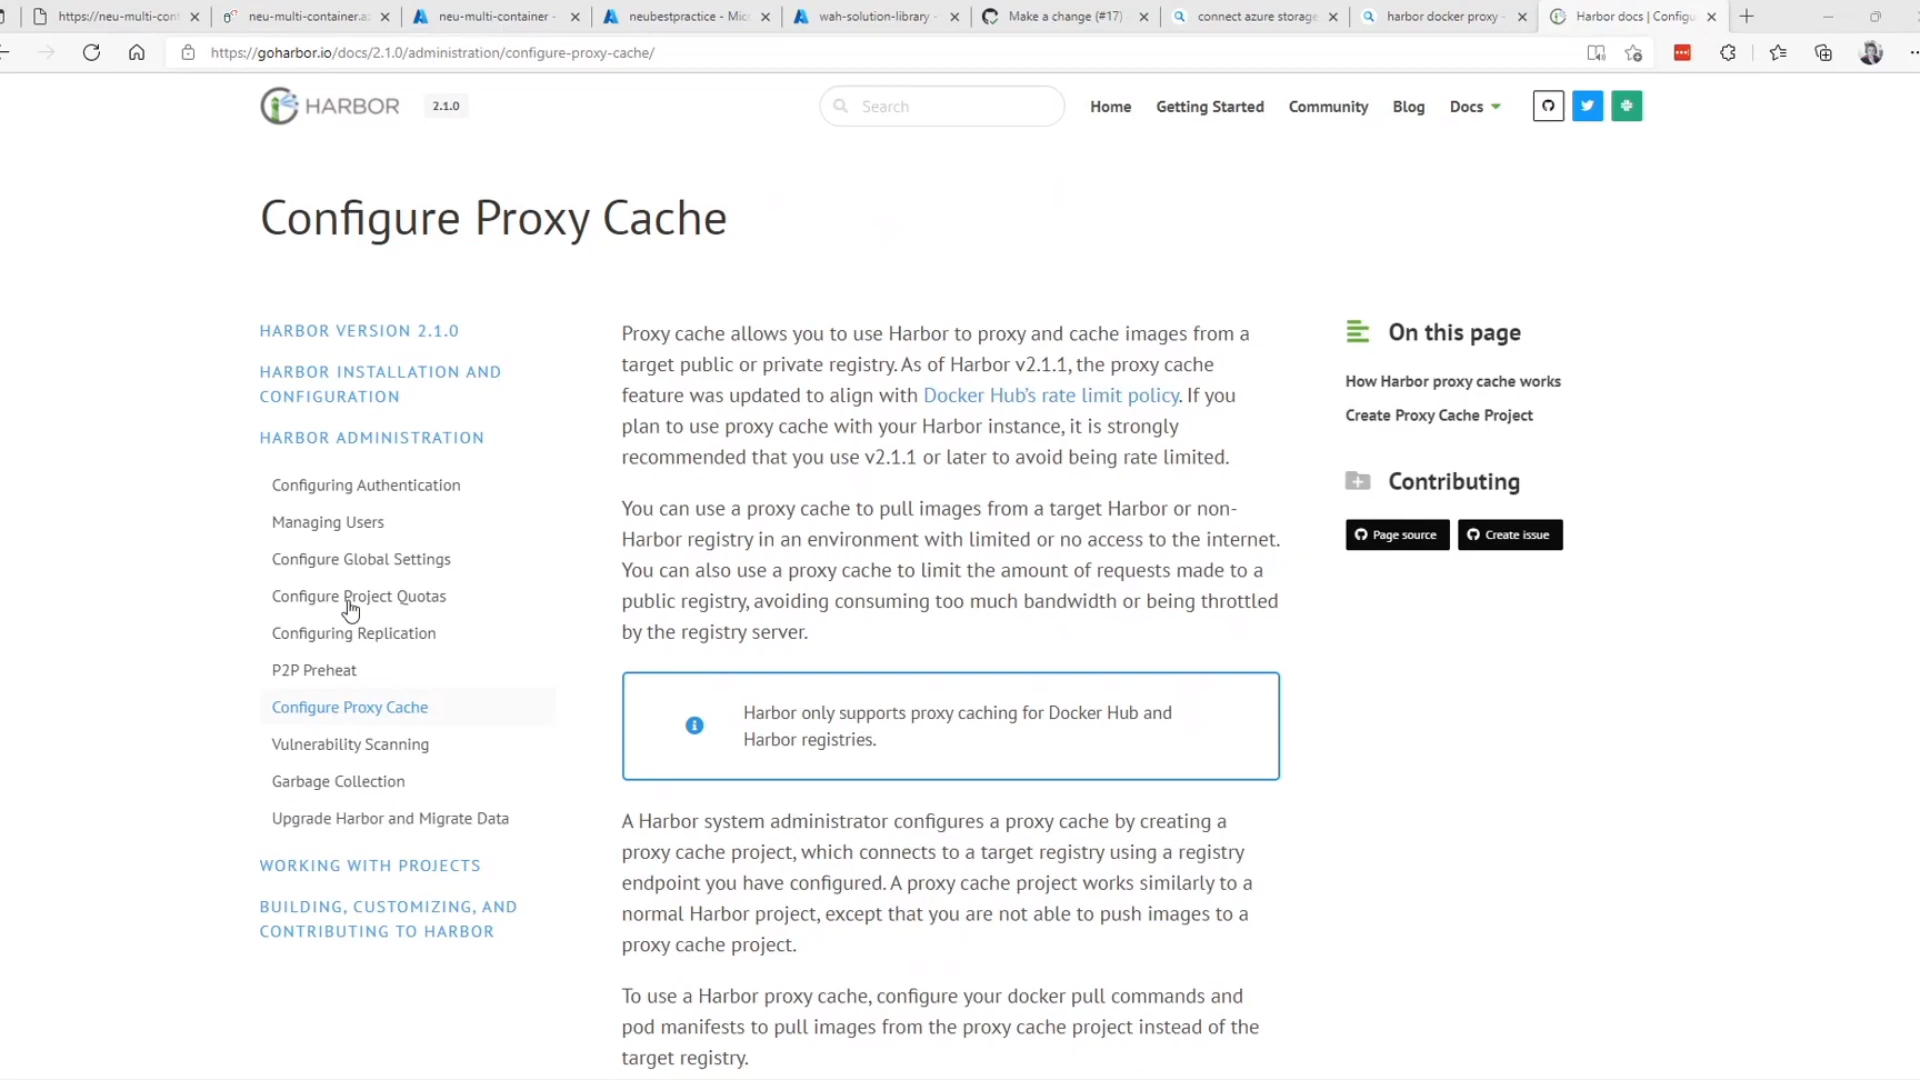 https://neu-multi-cont
neu-multi-container.a
neu-multi-container -
neubestpractice - Mic
wah-solution-library -
Make a change (#17)
connect azure storage
harbor docker proxy -
Harbor docs | Configu
https://goharbor.io/docs/2.1.0/administration/configure-proxy-cache/
HARBOR
2.1.0
Search
Home
Getting Started
Community
Blog
Docs
Configure Proxy Cache
HARBOR VERSION 2.1.0
HARBOR INSTALLATION AND
CONFIGURATION
HARBOR ADMINISTRATION
Configuring Authentication
Managing Users
Configure Global Settings
Configure Project Quotas
Configuring Replication
P2P Preheat
Configure Proxy Cache
Vulnerability Scanning
Garbage Collection
Upgrade Harbor and Migrate Data
WORKING WITH PROJECTS
BUILDING, CUSTOMIZING, AND
CONTRIBUTING TO HARBOR
Proxy cache allows you to use Harbor to proxy and cache images from a
target public or private registry. As of Harbor v2.1.1, the proxy cache
feature was updated to align with Docker Hub's rate limit policy. If you
plan to use proxy cache with your Harbor instance, it is strongly
recommended that you use v2.1.1 or later to avoid being rate limited.
You can use a proxy cache to pull images from a target Harbor or non-
Harbor registry in an environment with limited or no access to the internet.
You can also use a proxy cache to limit the amount of requests made to a
public registry, avoiding consuming too much bandwidth or being throttled
by the registry server.
Harbor only supports proxy caching for Docker Hub and
Harbor registries.
A Harbor system administrator configures a proxy cache by creating a
proxy cache project, which connects to a target registry using a registry
endpoint you have configured. A proxy cache project works similarly to a
normal Harbor project, except that you are not able to push images to a
proxy cache project.
To use a Harbor proxy cache, configure your docker pull commands and
pod manifests to pull images from the proxy cache project instead of the
target registry.
On this page
How Harbor proxy cache works
Create Proxy Cache Project
Contributing
Page source
Create issue